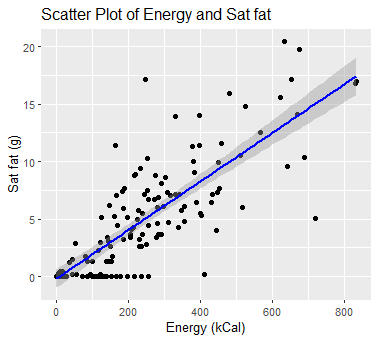 Scatter Plot of Energy and Sat fat
20
15
10
5
0
Sat fat (g)
0 200 400 600 800
Energy (kCal)